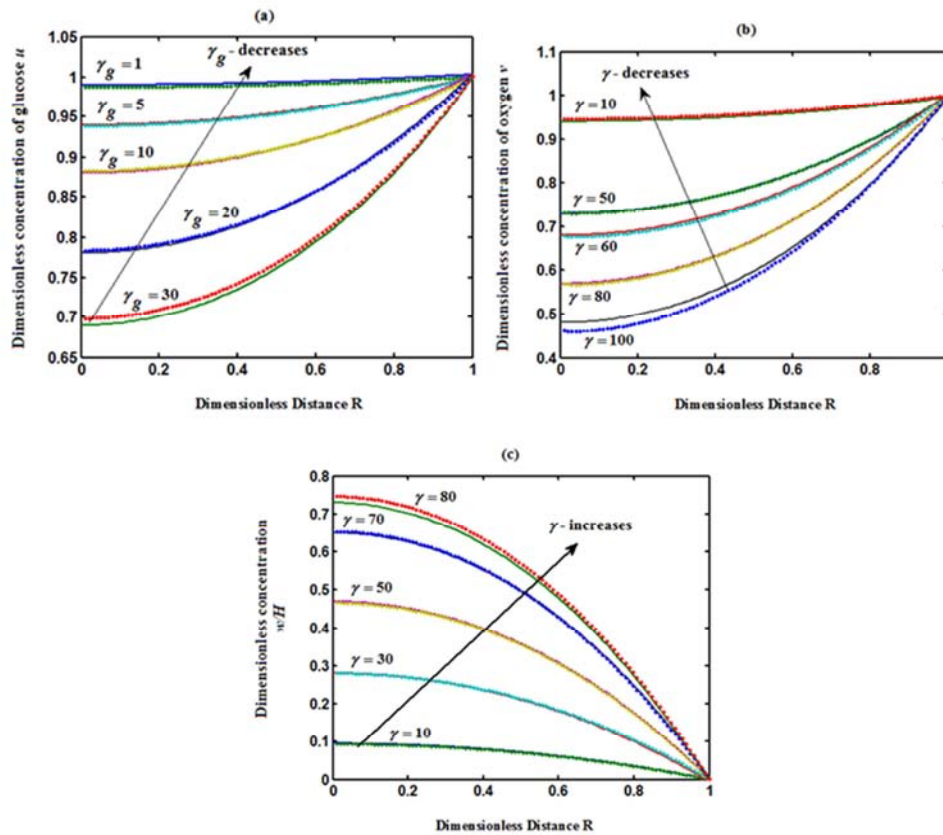 (a)
Dimensionless concentration of glucose u
1.05
1
0.95
0.9
0.85
0.8
0.75
0.7
0.65
γg - decreases
γg = 1
γg = 5
γg = 10
γg = 20
γg = 30
0
0.2
0.4
0.6
0.8
1
Dimensionless Distance R
(b)
Dimensionless concentration of oxygen v
1.1
1
0.9
0.8
0.7
0.6
0.5
0.4
γ - decreases
γ = 10
γ = 50
γ = 60
γ = 80
γ = 100
0
0.2
0.4
0.6
0.8
Dimensionless Distance R
(c)
Dimensionless concentration
w/H
0.8
0.7
0.6
0.5
0.4
0.3
0.2
0.1
0
γ = 80
γ = 70
γ - increases
γ = 50
γ = 30
γ = 10
0
0.2
0.4
0.6
0.8
1
Dimensionless Distance R